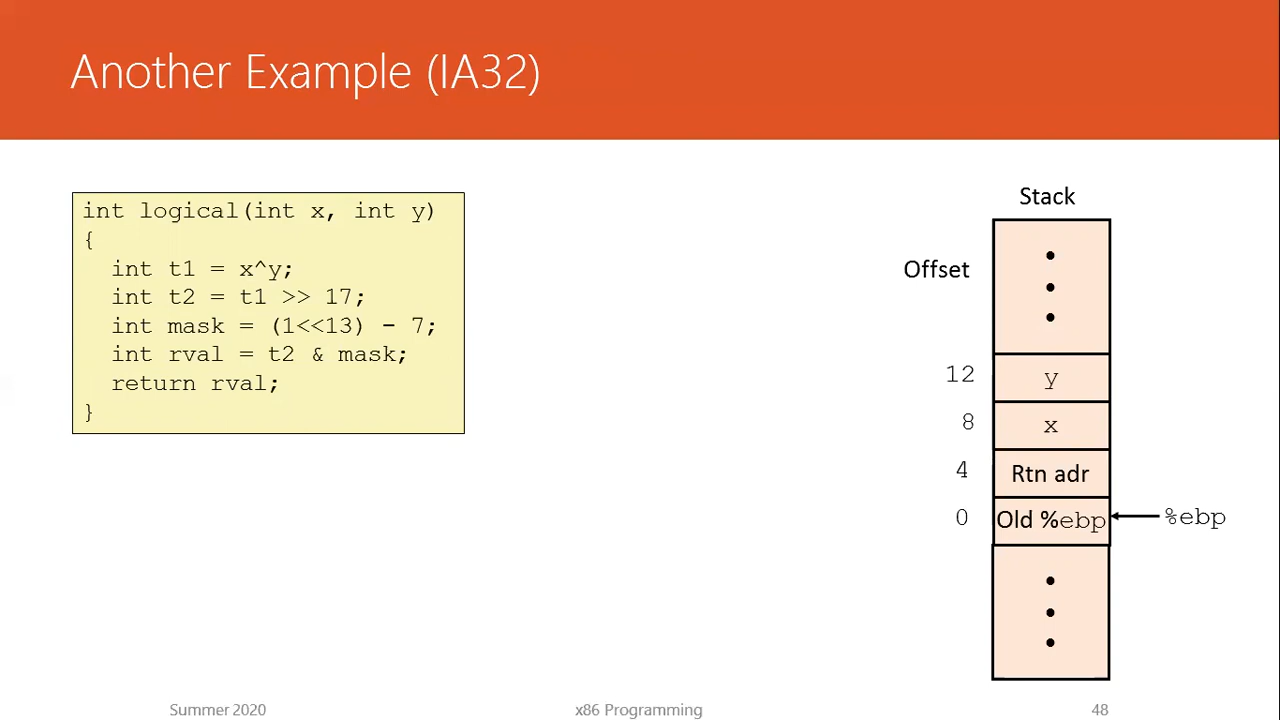 Another Example (IA32)
int logical(int x, int y)
{
  int t1 = x^y;
  int t2 = t1 >> 17;
  int mask = (1<<13) - 7;
  int rval = t2 & mask;
  return rval;
}
Stack
Offset
12 y
8 x
4 Rtn adr
0 Old %ebp %ebp
Summer 2020 x86 Programming 48